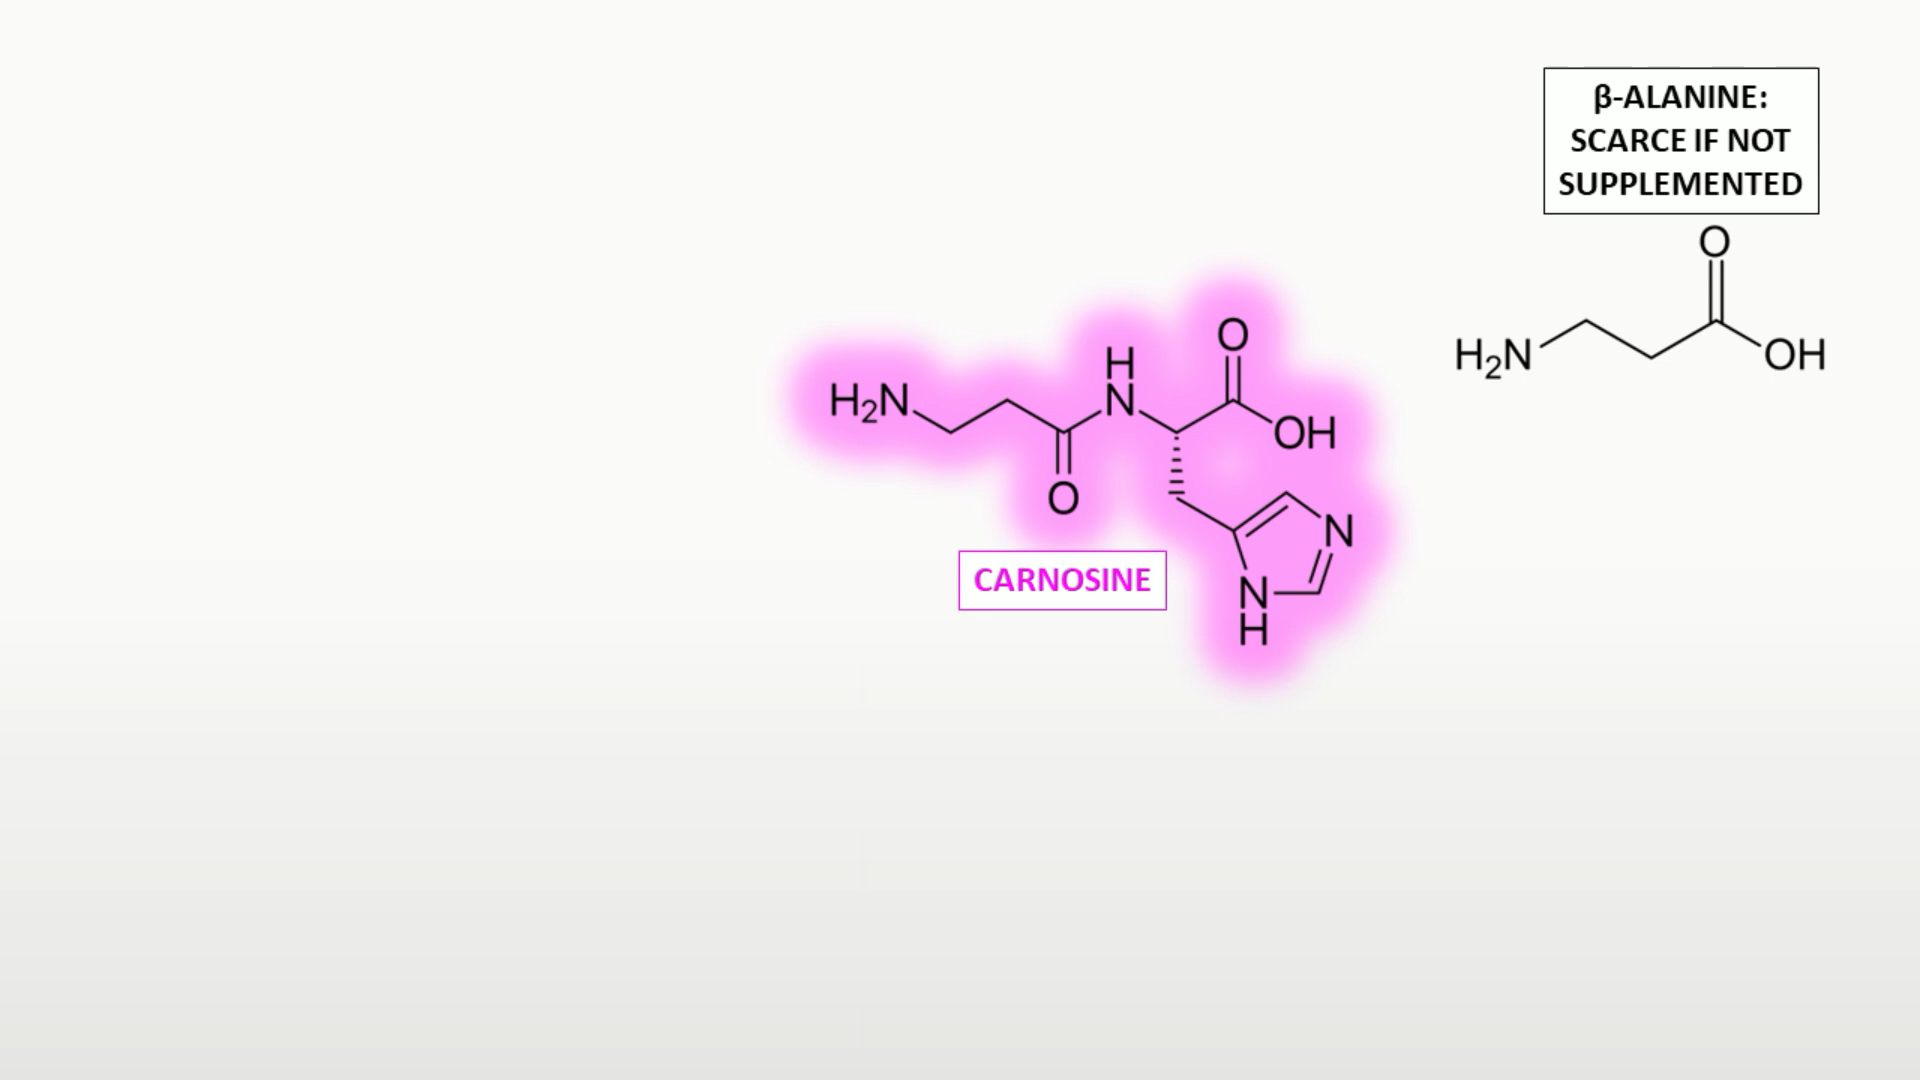 β-ALANINE:
SCARCE IF NOT
SUPPLEMENTED
O
H₂N
OH
O
H
H₂N
N
OH
O
N
CARNOSINE
N
H